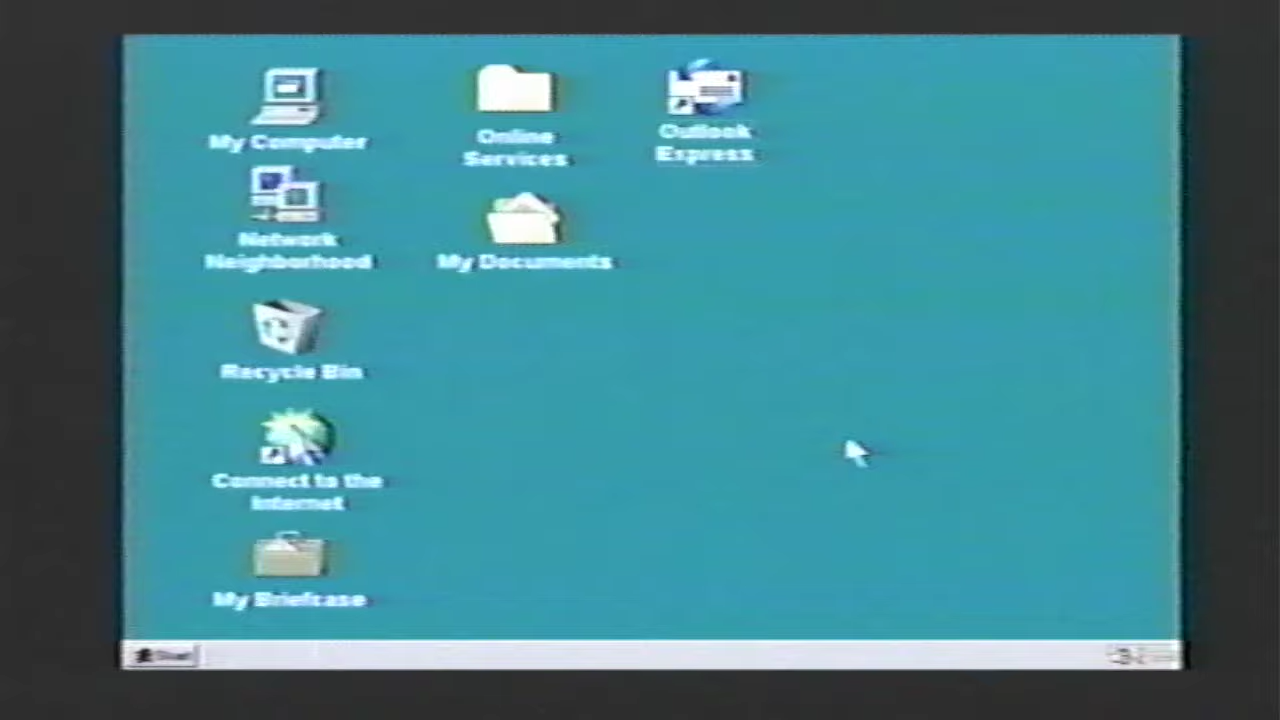 My Computer
Online
Services
Outlook
Express
Network
Neighborhood
My Documents
Recycle Bin
Connect to the
Internet
My Briefcase
Start